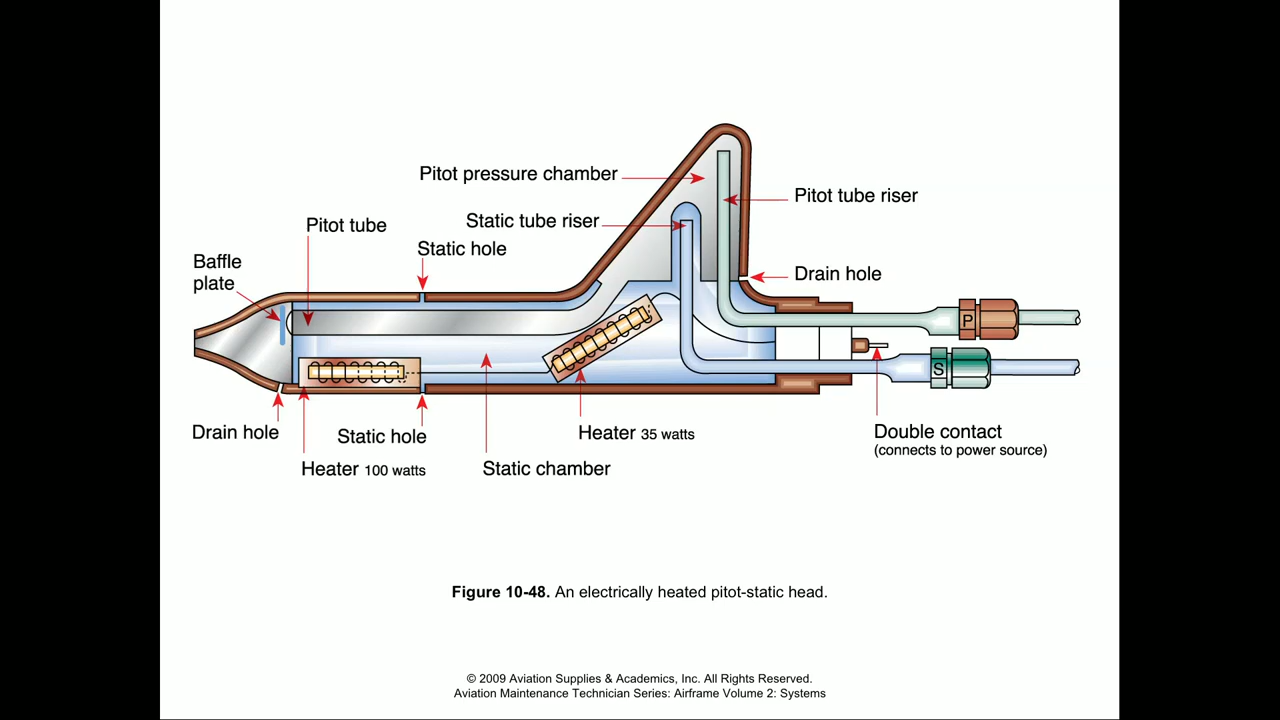 Pitot pressure chamber
Pitot tube riser
Static tube riser
Pitot tube
Static hole
Baffle
plate
Drain hole
P
S
Drain hole
Static hole
Heater 35 watts
Double contact
(connects to power source)
Heater 100 watts
Static chamber
Figure 10-48. An electrically heated pitot-static head.
© 2009 Aviation Supplies & Academics, Inc. All Rights Reserved.
Aviation Maintenance Technician Series: Airframe Volume 2: Systems